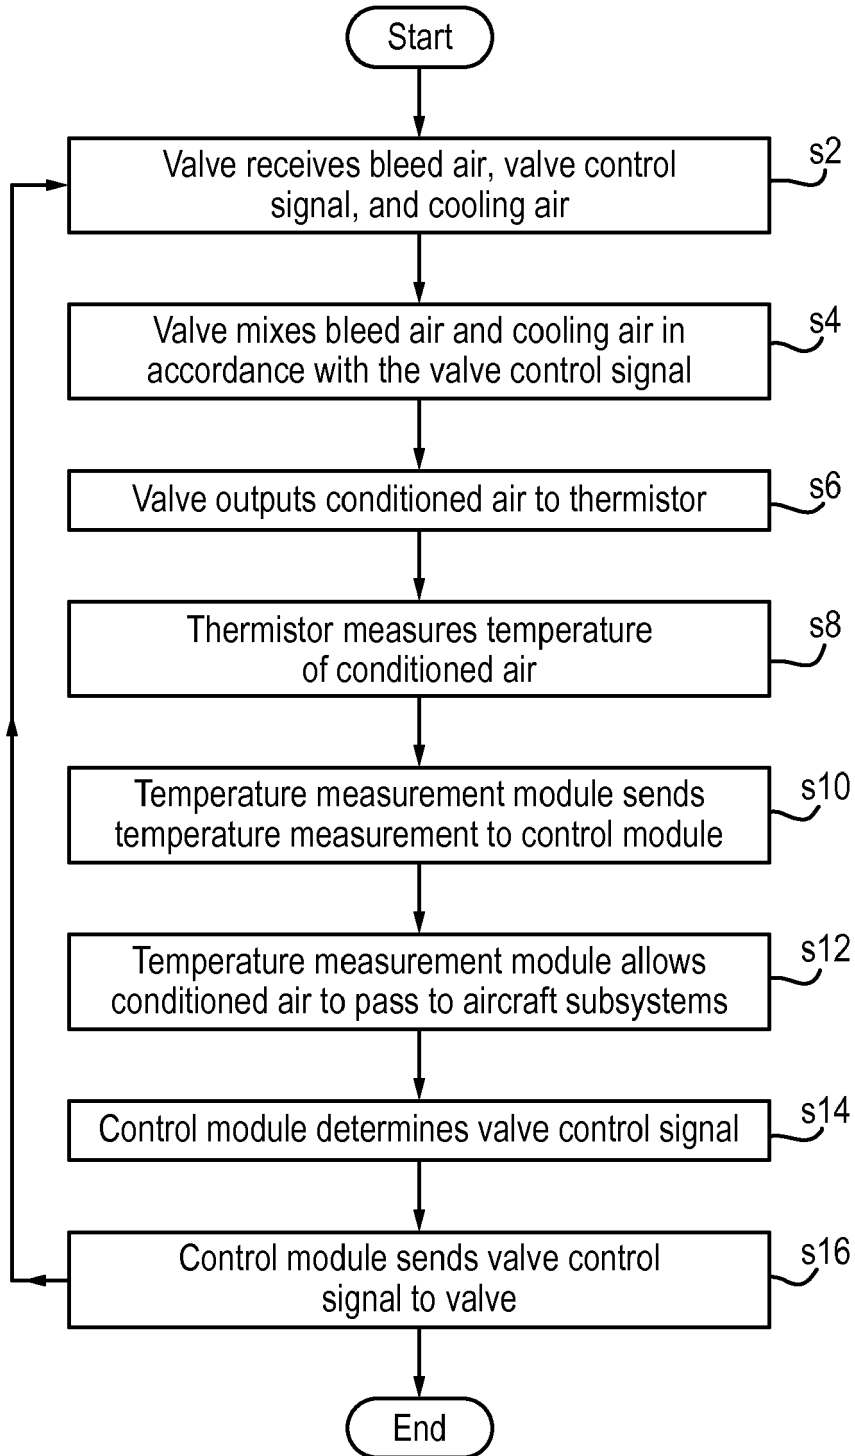 Start
Valve receives bleed air, valve control
signal, and cooling air
s2
Valve mixes bleed air and cooling air in
accordance with the valve control signal
s4
Valve outputs conditioned air to thermistor
s6
Thermistor measures temperature
of conditioned air
s8
Temperature measurement module sends
temperature measurement to control module
s10
Temperature measurement module allows
conditioned air to pass to aircraft subsystems
s12
Control module determines valve control signal
s14
Control module sends valve control
signal to valve
s16
End